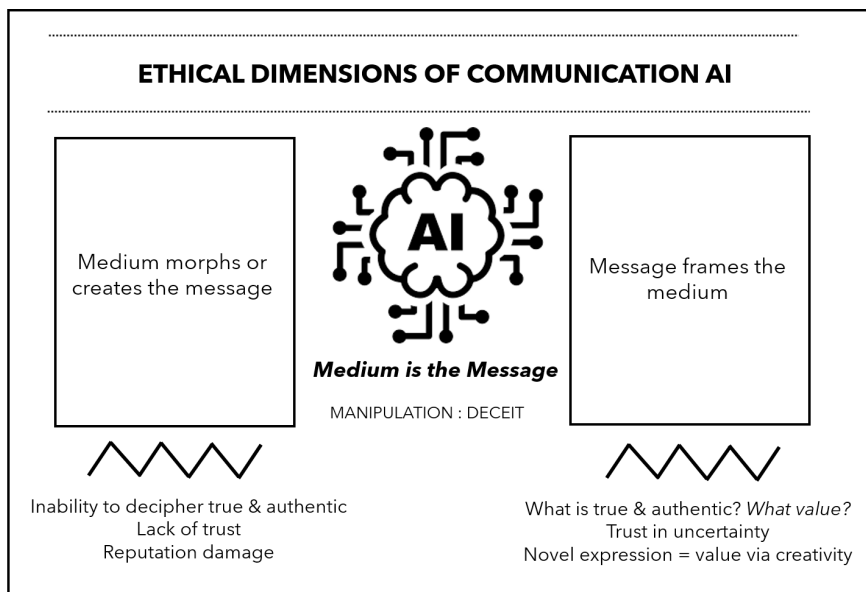 ETHICAL DIMENSIONS OF COMMUNICATION AI
Medium morphs or
creates the message
AI
Medium is the Message
MANIPULATION : DECEIT
Message frames the
medium
Inability to decipher true & authentic
Lack of trust
Reputation damage
What is true & authentic? What value?
Trust in uncertainty
Novel expression = value via creativity